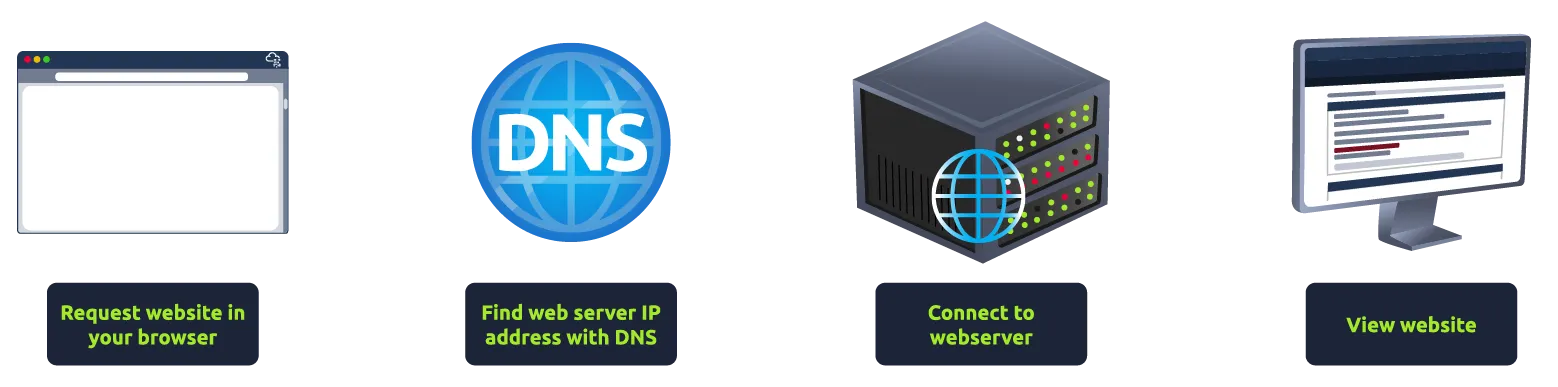 DNS
Request website in
your browser
Find web server IP
address with DNS
Connect to
webserver
View website